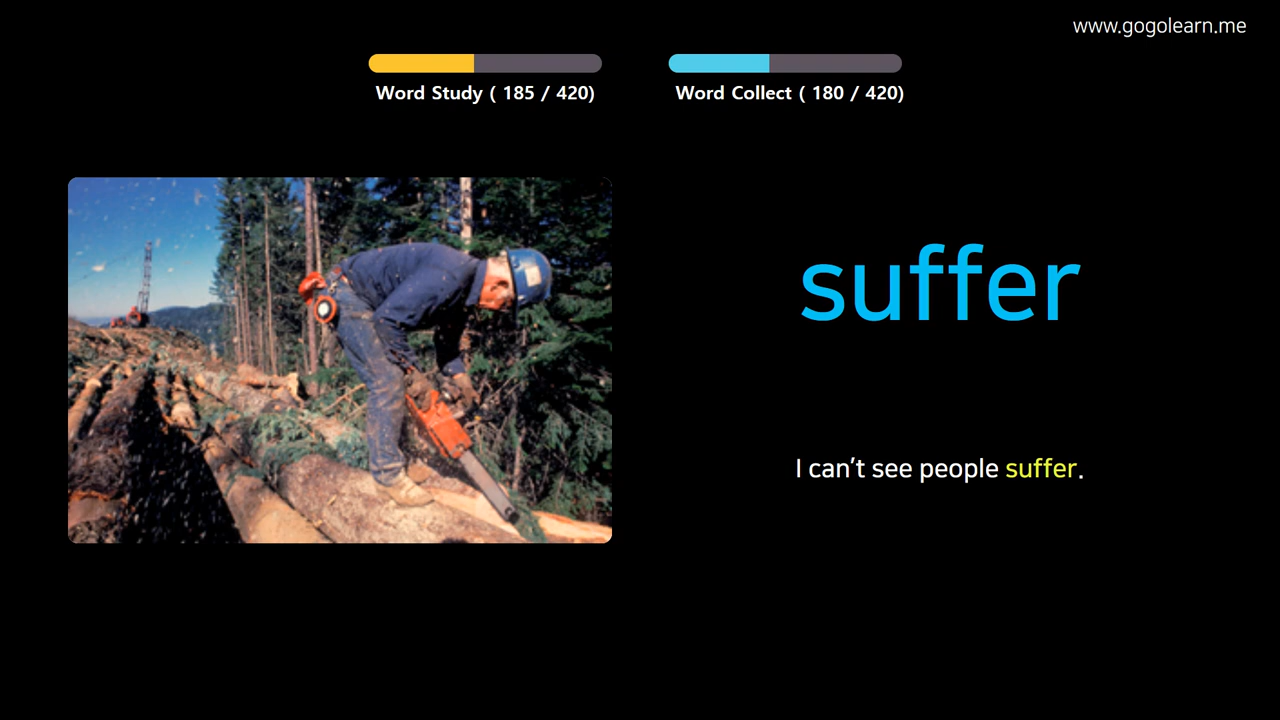 www.gogolearn.me
Word Study ( 185 / 420)
Word Collect ( 180 / 420)
suffer
I can't see people suffer.